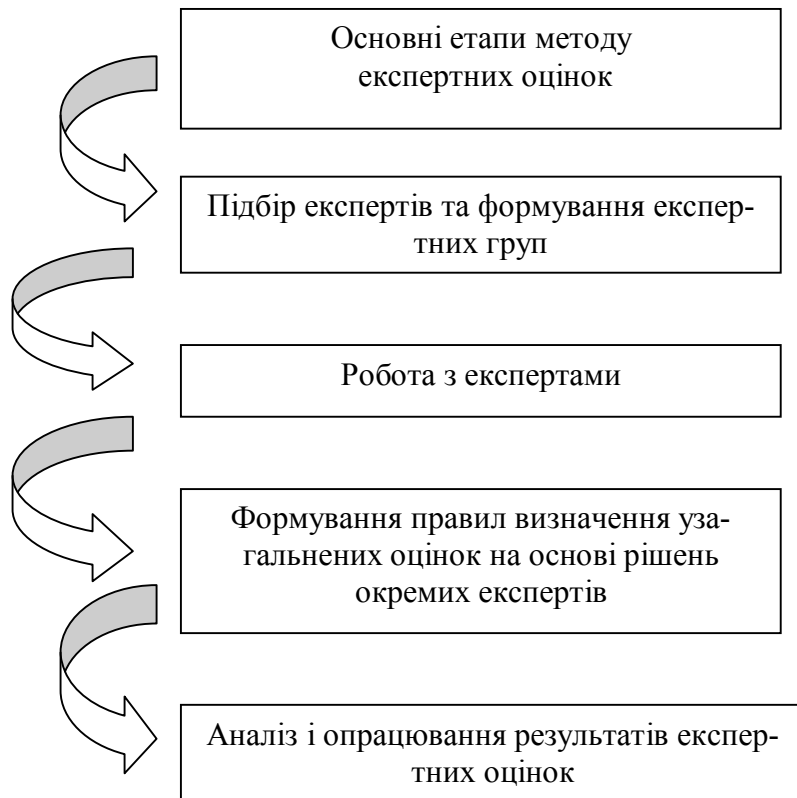 Основні етапи методу
експертних оцінок
Підбір експертів та формування експер-
тних груп
Робота з експертами
Формування правил визначення уза-
гальнених оцінок на основі рішень
окремих експертів
Аналіз і опрацювання результатів експер-
тних оцінок